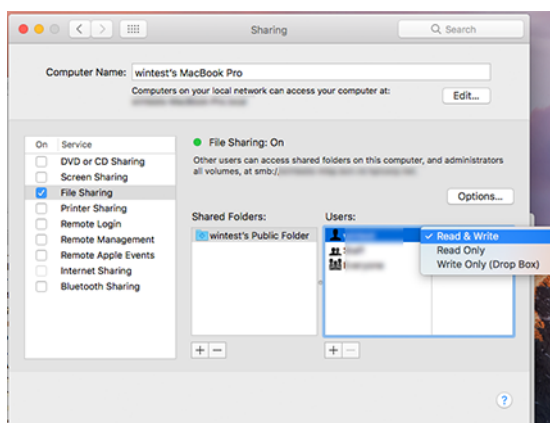 Sharing
Search
Computer Name:
wintest's MacBook Pro
Computers on your local network can access your computer at:
Edit...
On
Service
DVD or CD Sharing
Screen Sharing
File Sharing
Printer Sharing
Remote Login
Remote Management
Remote Apple Events
Internet Sharing
Bluetooth Sharing
File Sharing: On
Other users can access shared folders on this computer, and administrators
all volumes, at smb:/
Options...
Shared Folders:
wintest's Public Folder
Users:
Read & Write
Read Only
Write Only (Drop Box)
+ −
+ −
?